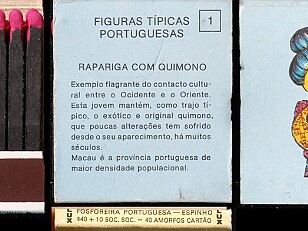 FIGURAS TÍPICAS 1
PORTUGUESAS
RAPARIGA COM QUIMONO
Exemplo flagrante do contacto cultu-
ral entre o Ocidente e o Oriente.
Esta jovem mantém, como trajo tí-
pico, o exótico e original quimono,
que poucas alterações tem sofrido
desde o seu aparecimento, há muitos
séculos.
Macau é a província portuguesa de
maior densidade populacional.
LUX FOSFOREIRA PORTUGUESA — ESPINHO LUX
$40 + 10 SOC. SOC. — 40 AMORFOS CARTÃO